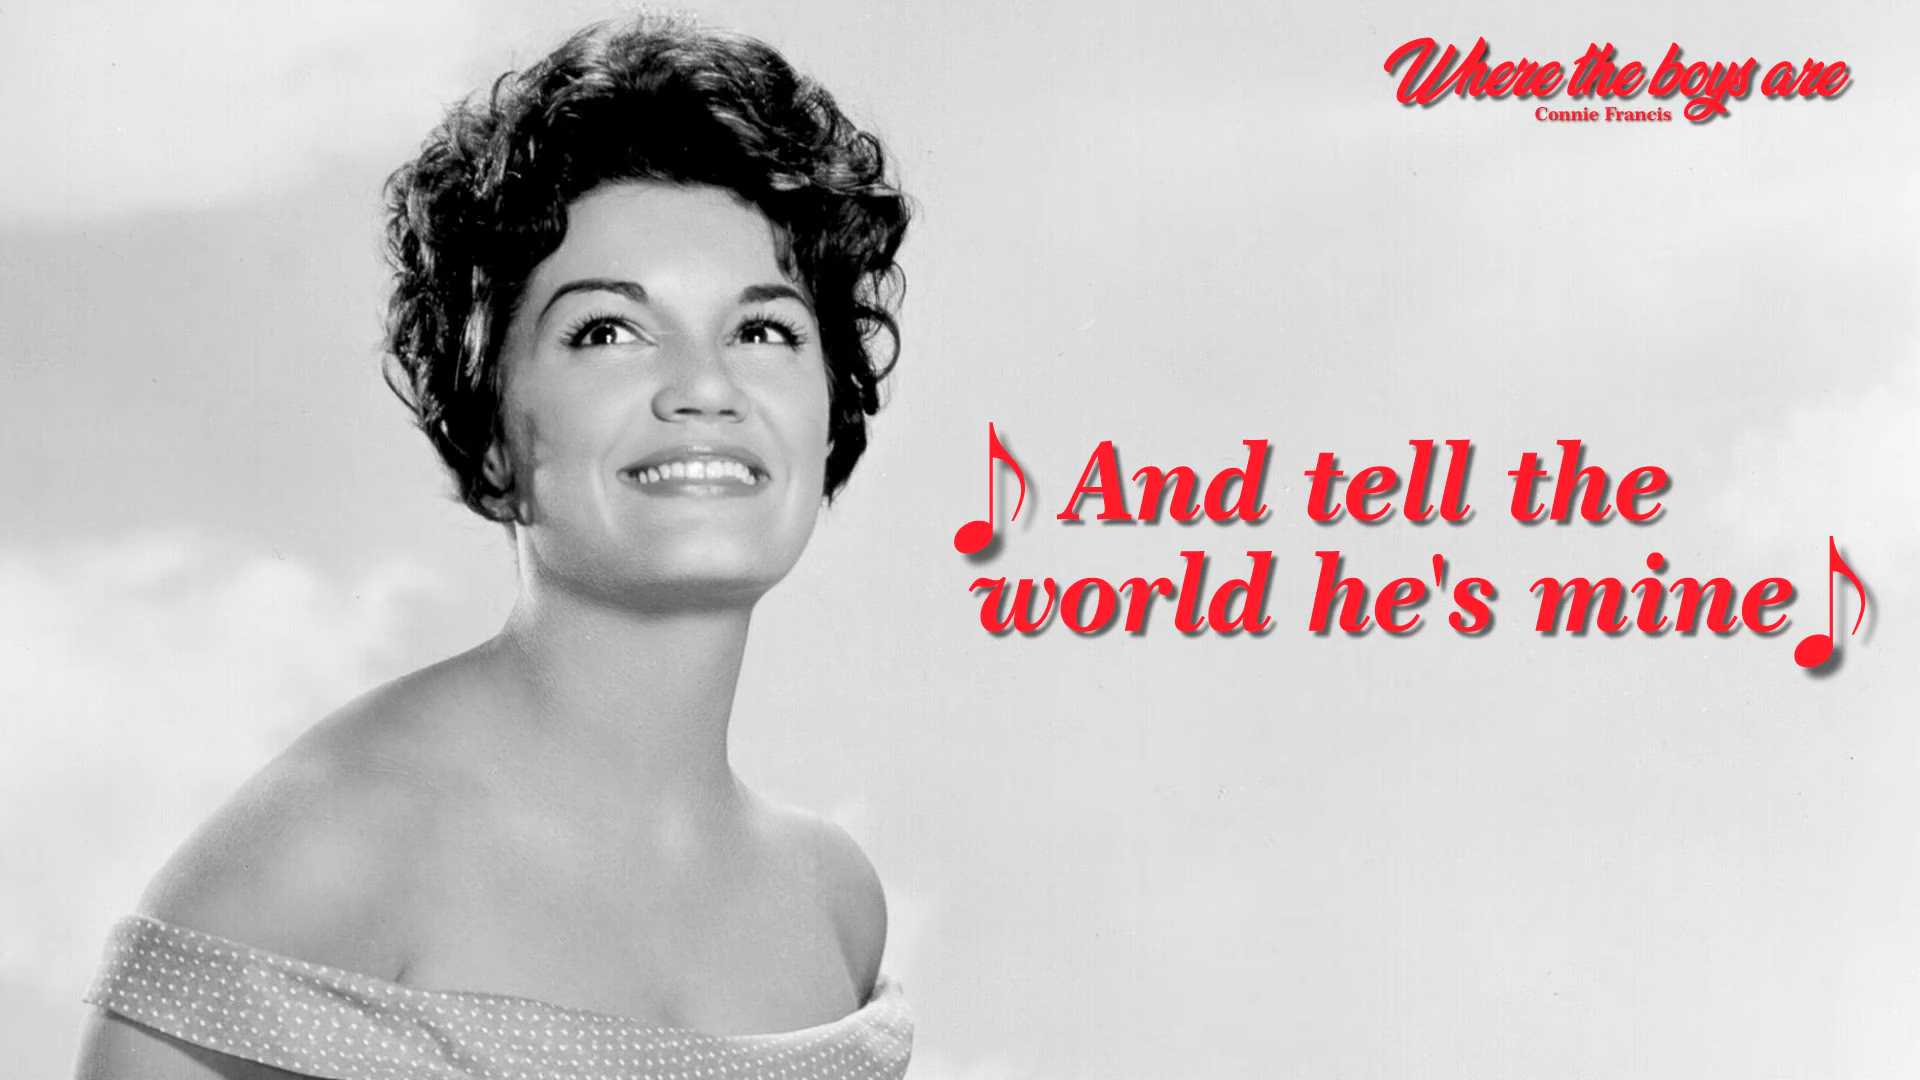 Where the boys are
Connie Francis
♪ And tell the
world he's mine♪